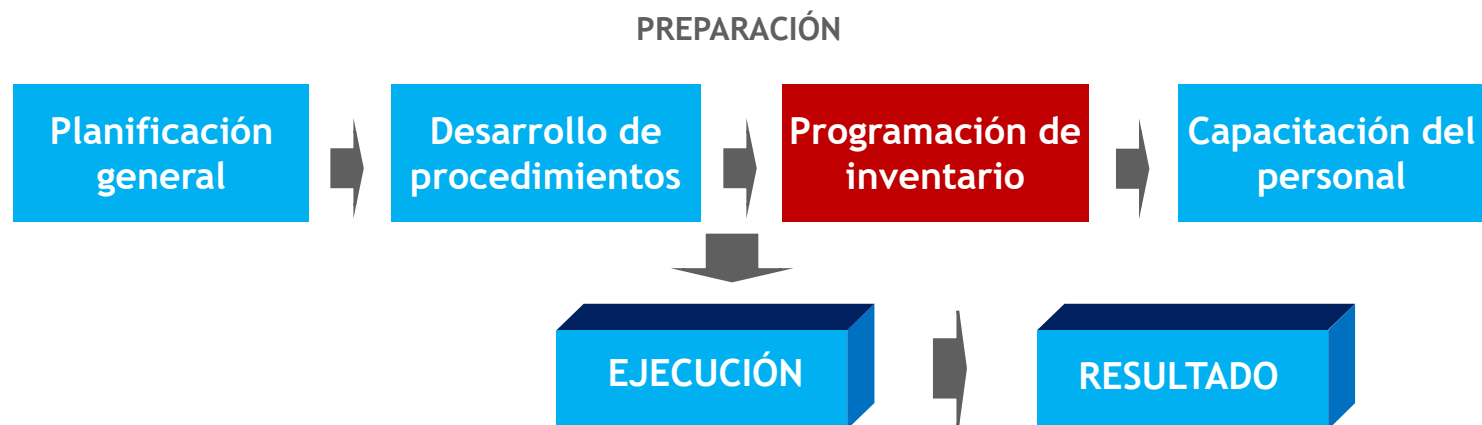 PREPARACIÓN
Planificación
general
Desarrollo de
procedimientos
Programación de
inventario
Capacitación del
personal
EJECUCIÓN
RESULTADO